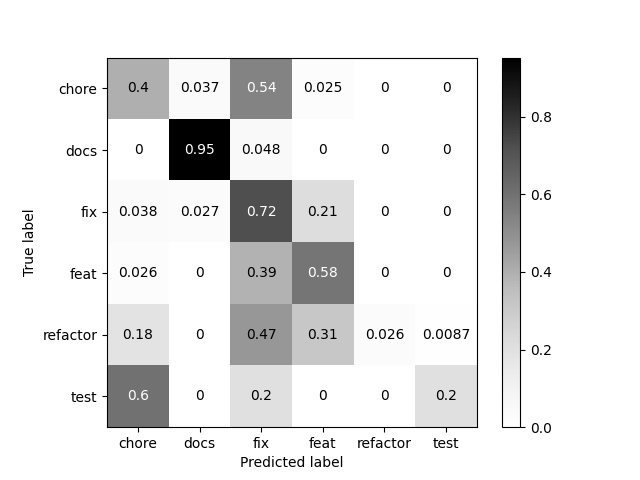 chore 0.4 0.037 0.54 0.025 0 0
docs 0 0.95 0.048 0 0 0
fix 0.038 0.027 0.72 0.21 0 0
feat 0.026 0 0.39 0.58 0 0
refactor 0.18 0 0.47 0.31 0.026 0.0087
test 0.6 0 0.2 0 0 0.2
chore docs fix feat refactor test
Predicted label
True label
0.8
0.6
0.4
0.2
0.0